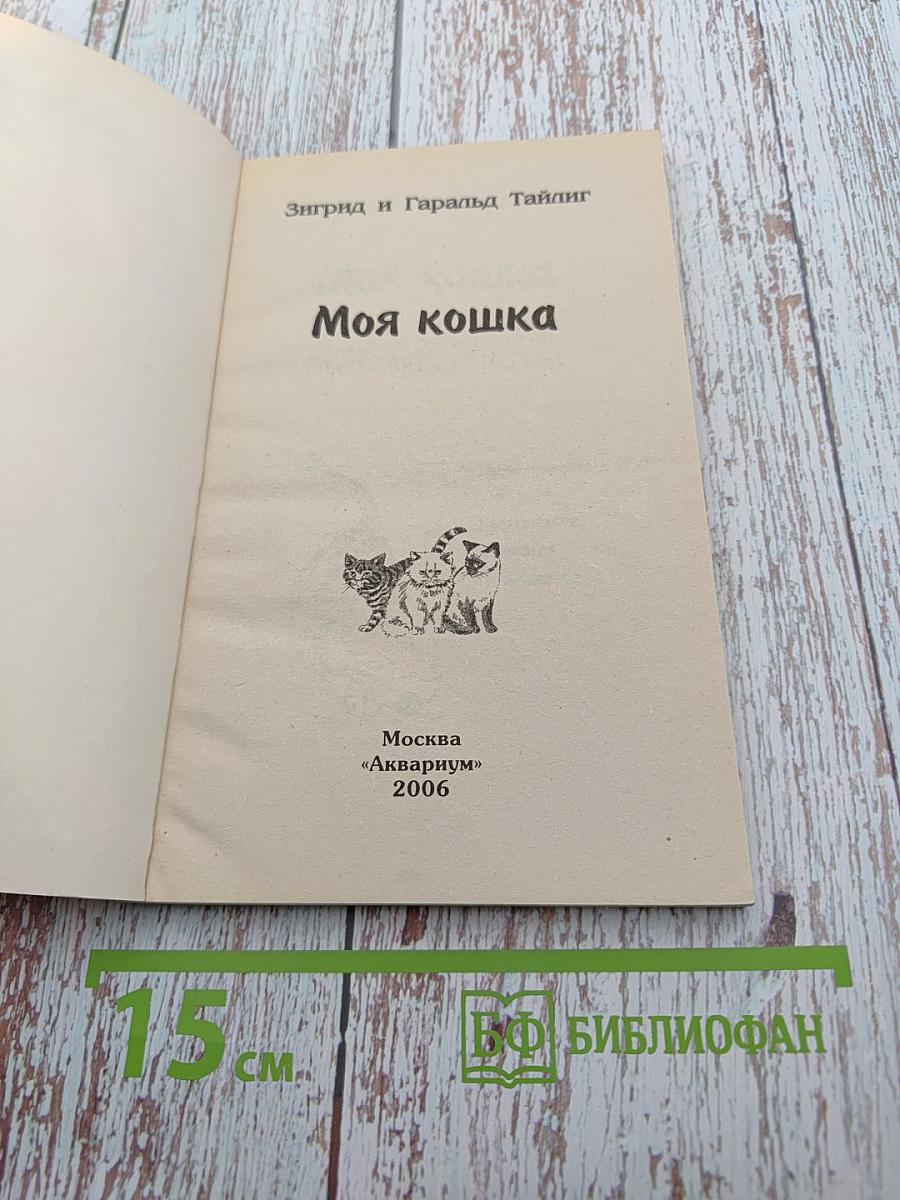 Зигрид и Гаральд Тайлиг
Моя кошка
Москва
«Аквариум»
2006
15 см
БФ БИБЛИОФАН